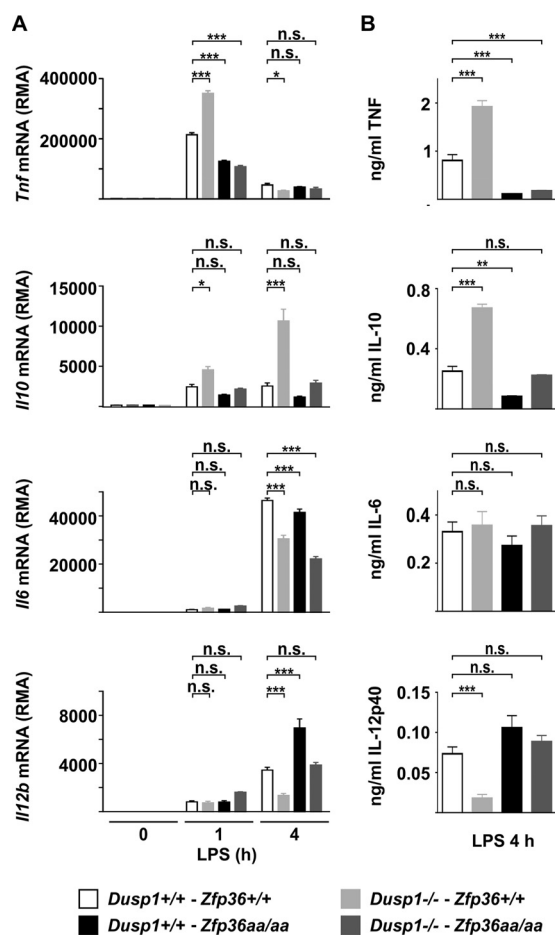 A
B
Tnf mRNA (RMA)
400000
200000
n.s.
***
n.s.
***
***
*
ng/ml TNF
2
1
-
***
***
***
Il10 mRNA (RMA)
15000
10000
5000
0
n.s.
n.s.
n.s.
n.s.
*
***
ng/ml IL-10
0.8
0.4
n.s.
**
***
Il6 mRNA (RMA)
40000
20000
n.s.
***
n.s.
***
n.s.
***
ng/ml IL-6
0.4
0.2
n.s.
n.s.
n.s.
Il12b mRNA (RMA)
8000
4000
n.s.
n.s.
n.s.
***
n.s.
***
ng/ml IL-12p40
0.15
0.10
0.05
n.s.
n.s.
***
0 1 4
LPS (h)
LPS 4 h
Dusp1+/+ - Zfp36+/+
Dusp1-/- - Zfp36+/+
Dusp1+/+ - Zfp36aa/aa
Dusp1-/- - Zfp36aa/aa